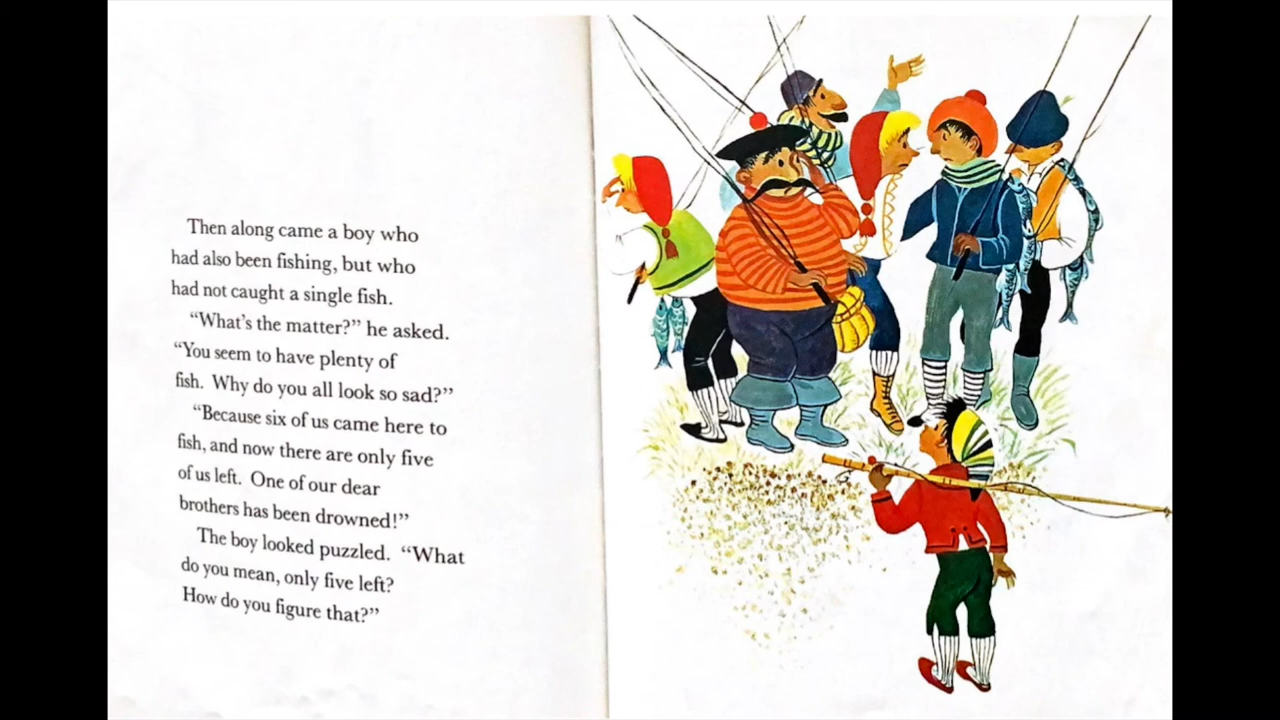 Then along came a boy who
had also been fishing, but who
had not caught a single fish.
“What’s the matter?” he asked.
“You seem to have plenty of
fish. Why do you all look so sad?”
“Because six of us came here to
fish, and now there are only five
of us left. One of our dear
brothers has been drowned!”
The boy looked puzzled. “What
do you mean, only five left?
How do you figure that?”